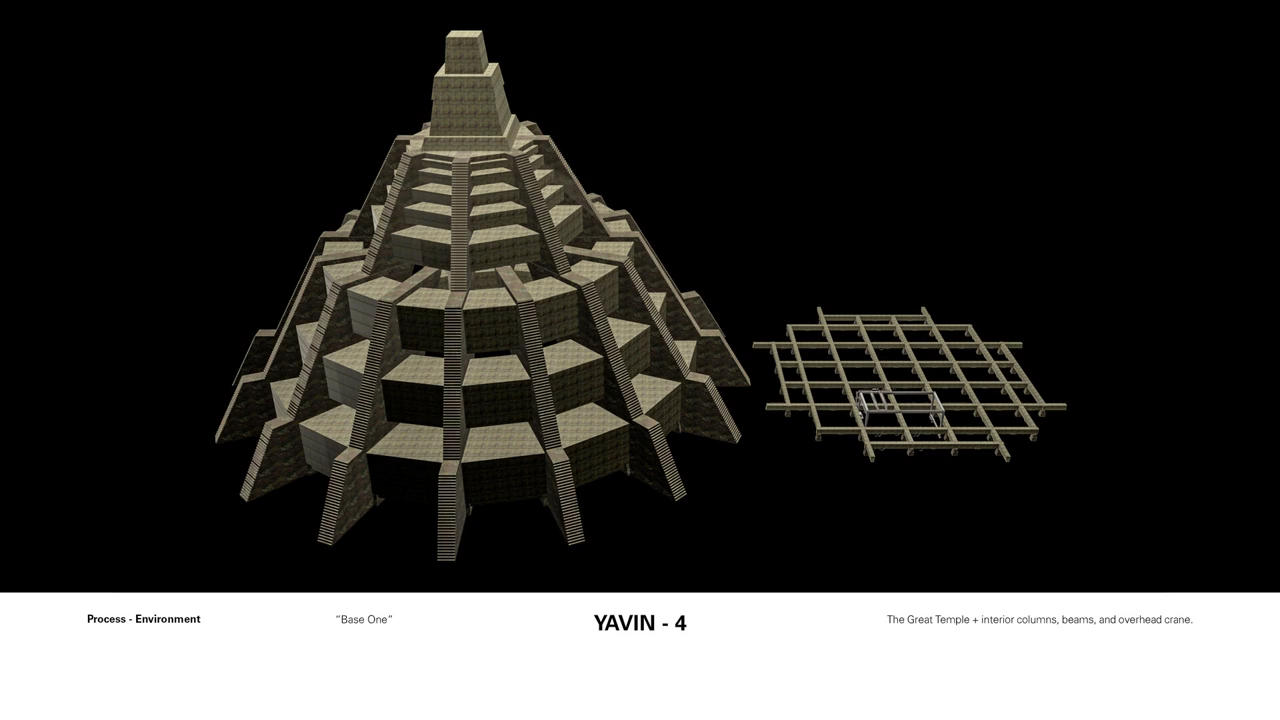 Process - Environment
“Base One”
YAVIN - 4
The Great Temple + interior columns, beams, and overhead crane.